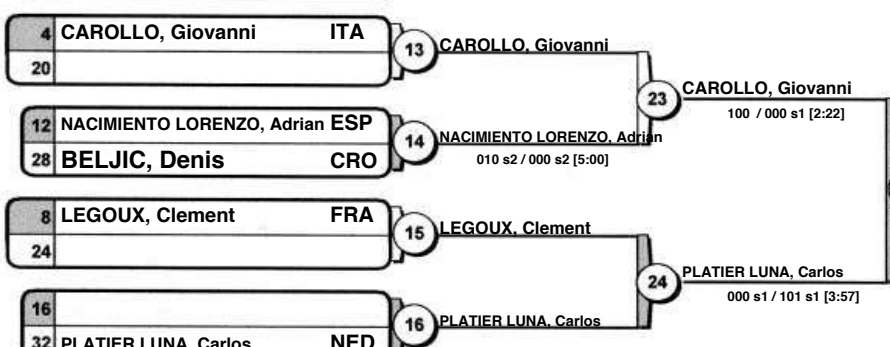 4 CAROLLO, Giovanni ITA
20
13 CAROLLO, Giovanni
23 CAROLLO, Giovanni
100 / 000 s1 [2:22]
12 NACIMIENTO LORENZO, Adrian ESP
28 BELJIC, Denis CRO
14 NACIMIENTO LORENZO, Adrian
010 s2 / 000 s2 [5:00]
8 LEGOUX, Clement FRA
24
15 LEGOUX, Clement
24 PLATIER LUNA, Carlos
000 s1 / 101 s1 [3:57]
16
32 PLATIER LUNA, Carlos NED
16 PLATIER LUNA, Carlos